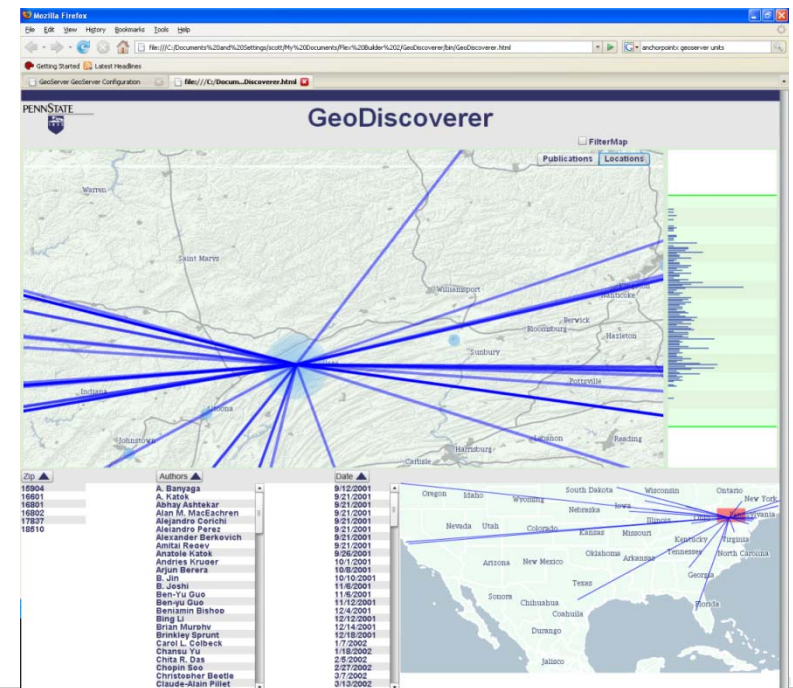 Mozilla Firefox
File Edit View History Bookmarks Tools Help
file:///C:/Documents%20and%20Settings/scott/My%20Documents/Flex%20Builder%202/GeoDiscoverer/bin/GeoDiscoverer.html
anchorpoints geoserver units
Getting Started Latest Headlines
GeoServer GeoServer Configuration
file:///C:/Docum...Discoverer.html
PENNSTATE
GeoDiscoverer
FilterMap
Publications Locations
Warren
Saint Marys
Williamsport
Nanticoke
Berwick
Bloomsburg
Hazleton
Sunbury
Pottsville
Indiana
Altoona
Johnstown
Lebanon
Reading
Harrisburg
Carlisle
Zip Authors Date
15904
16601
16801
16802
17837
18510
A. Banyaga
A. Katok
Abhay Ashtekar
Alan M. MacEachren
Alejandro Corichi
Alejandro Perez
Alexander Berkovich
Amitai Regev
Anatole Katok
Andries Kruger
Arjun Berera
B. Jin
B. Joshi
Ben-Yu Guo
Ben-yu Guo
Benjamin Bishop
Bing Li
Brian Murphy
Brinkley Sprunt
Carol L. Colbeck
Chansu Yu
Chita R. Das
Chopin Soo
Christopher Beetle
Claude-Alain Pillet
9/12/2001
9/21/2001
9/21/2001
9/21/2001
9/21/2001
9/21/2001
9/21/2001
9/21/2001
9/26/2001
10/1/2001
10/8/2001
10/10/2001
11/6/2001
11/6/2001
11/12/2001
12/4/2001
12/12/2001
12/14/2001
12/18/2001
1/7/2002
1/18/2002
2/5/2002
2/27/2002
3/7/2002
3/13/2002
Oregon Idaho Wyoming South Dakota Wisconsin Ontario New York
Nebraska Iowa Illinois Ohio Pennsylvania
Nevada Utah Colorado Kansas Missouri Kentucky Virginia
Arizona New Mexico Oklahoma Arkansas Tennessee North Carolina
Texas Georgia
Sonora Chihuahua Coahuila Florida
Durango
Jalisco